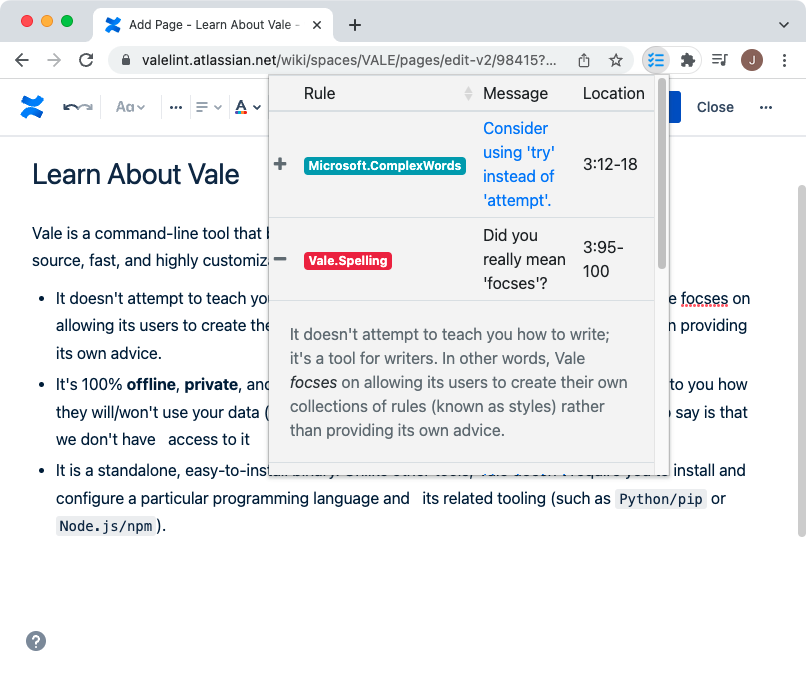 Add Page - Learn About Vale -
valelint.atlassian.net/wiki/spaces/VALE/pages/edit-v2/98415?...
J
Aa
A
Close
Rule Message Location
Microsoft.ComplexWords
Consider
using 'try'
instead of
'attempt'.
3:12-18
Vale.Spelling
Did you
really mean
'focses'?
3:95-
100
It doesn't attempt to teach you how to write;
it's a tool for writers. In other words, Vale
focses on allowing its users to create their own
collections of rules (known as styles) rather
than providing its own advice.
Learn About Vale
Vale is a command-line tool that
source, fast, and highly customiz
It doesn't attempt to teach you focses on
allowing its users to create the providing
its own advice.
It's 100% offline, private, and to you how
they will/won't use your data ( say is that
we don't have access to it
It is a standalone, easy-to-install binary. Unlike other tools, require you to install and
configure a particular programming language and its related tooling (such as Python/pip or
Node.js/npm ).
?